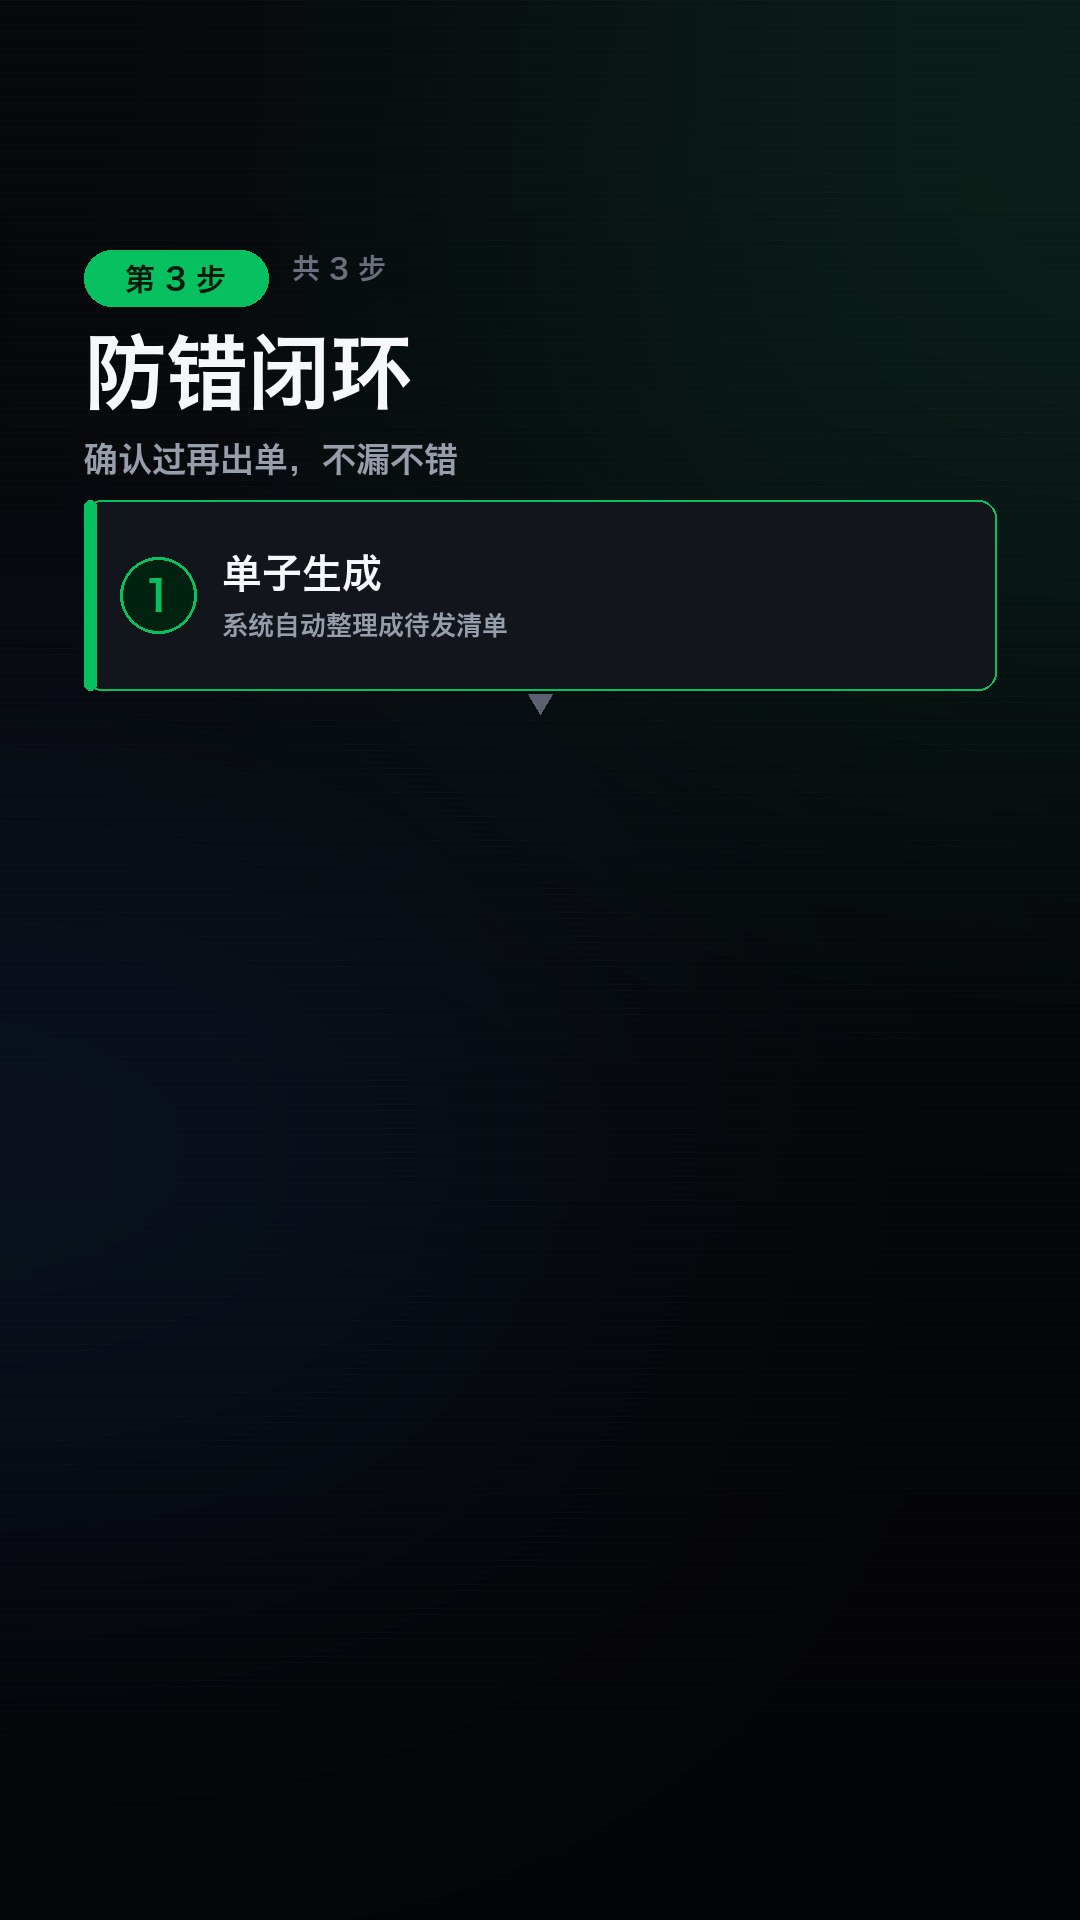 第 3 步 共 3 步
防错闭环
确认过再出单，不漏不错
1
单子生成
系统自动整理成待发清单